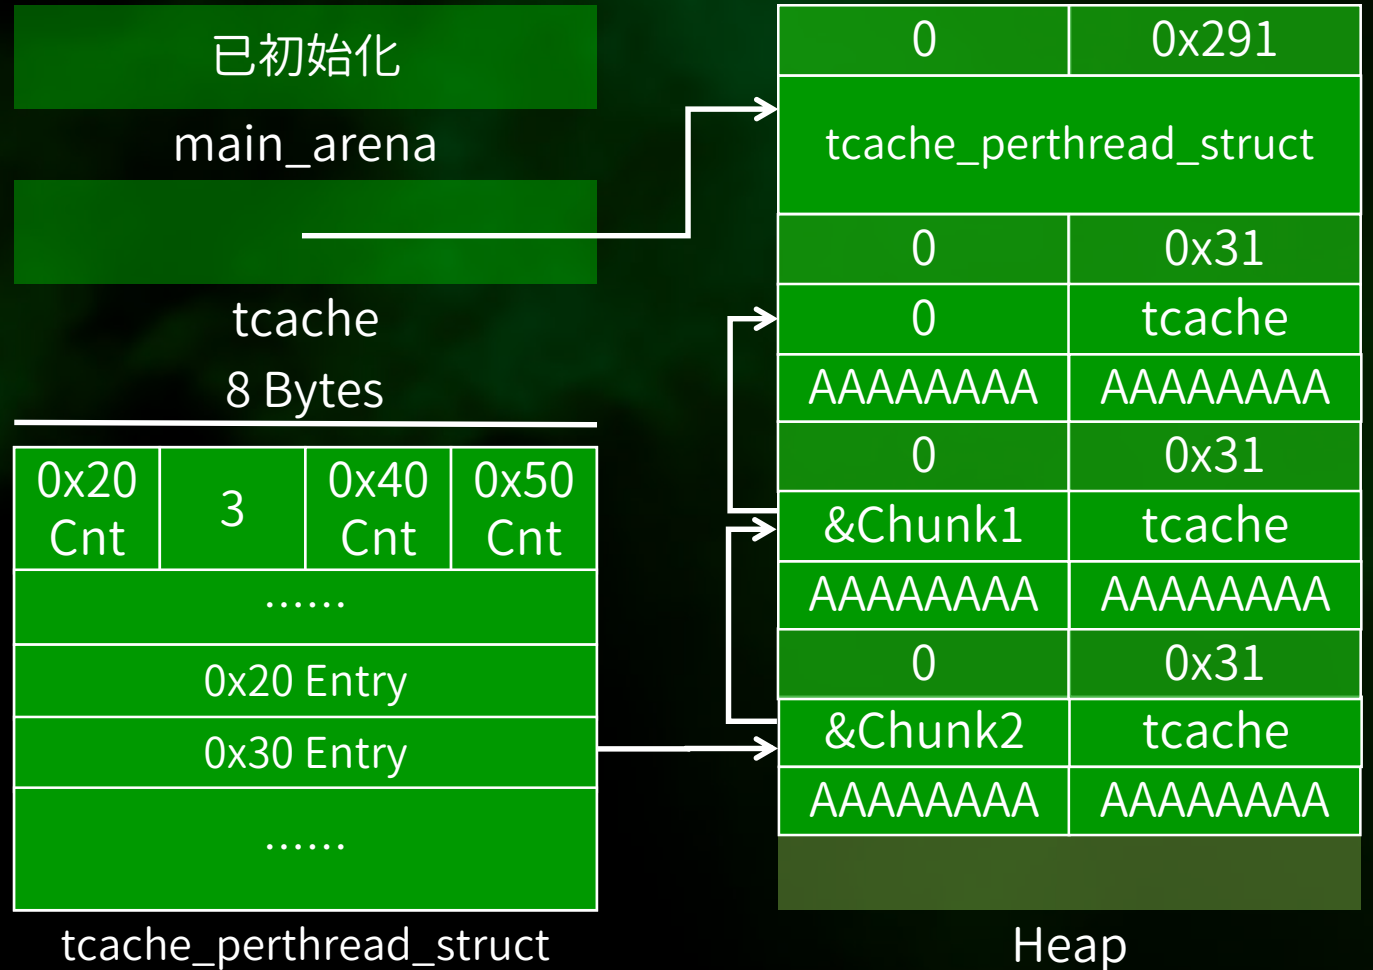 已初始化
main_arena
tcache
8 Bytes
0x20
Cnt
3
0x40
Cnt
0x50
Cnt
......
0x20 Entry
0x30 Entry
......
tcache_perthread_struct
0 0x291
tcache_perthread_struct
0 0x31
0 tcache
AAAAAAAA AAAAAAAA
0 0x31
&Chunk1 tcache
AAAAAAAA AAAAAAAA
0 0x31
&Chunk2 tcache
AAAAAAAA AAAAAAAA
Heap